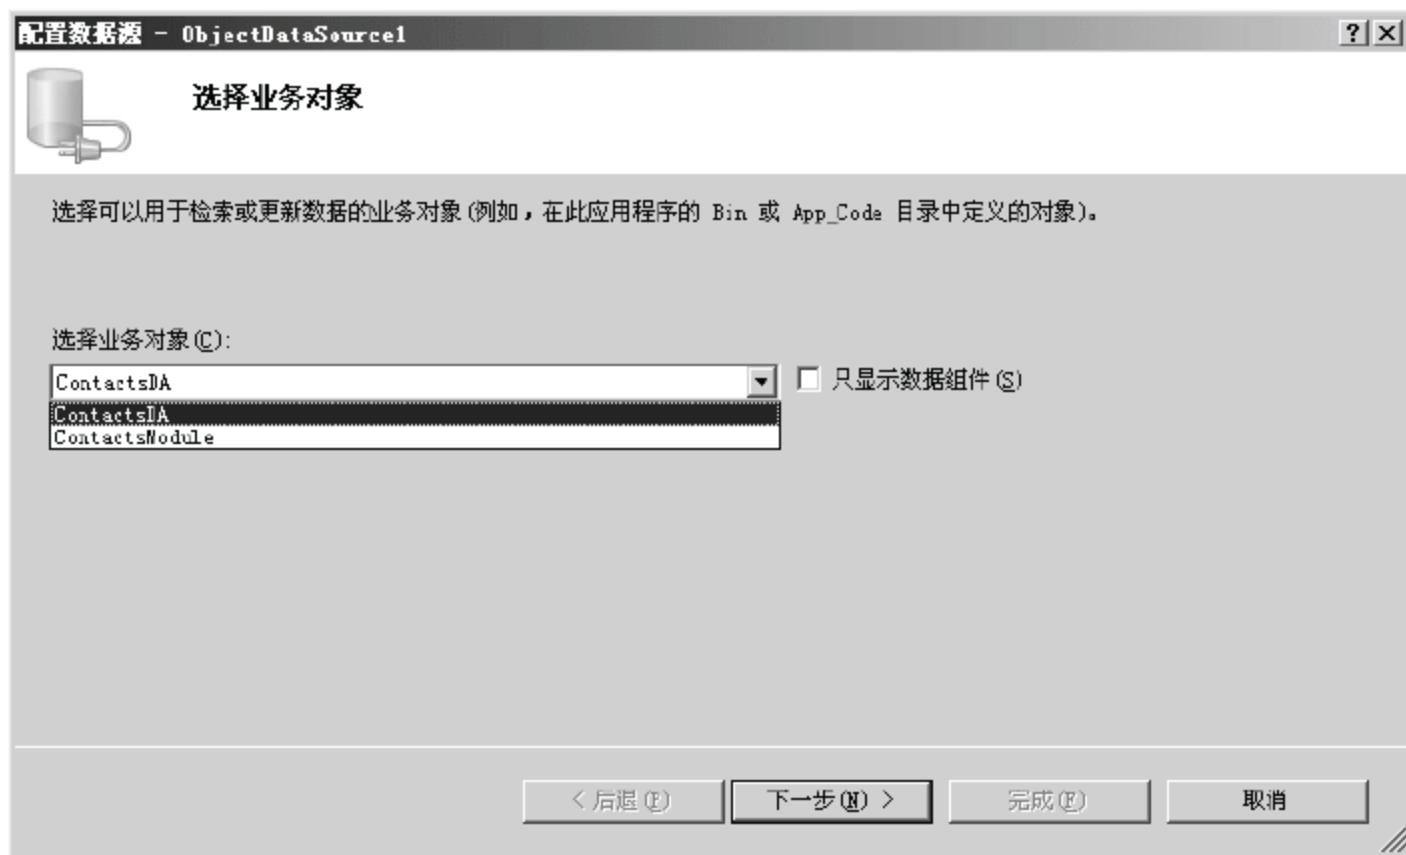 配置数据源 - ObjectDataSource1
选择业务对象
选择可以用于检索或更新数据的业务对象(例如，在此应用程序的 Bin 或 App_Code 目录中定义的对象)。
选择业务对象(C):
ContactsDA
只显示数据组件(S)
ContactsDA
ContactsModule
< 后退(P)
下一步(N) >
完成(F)
取消